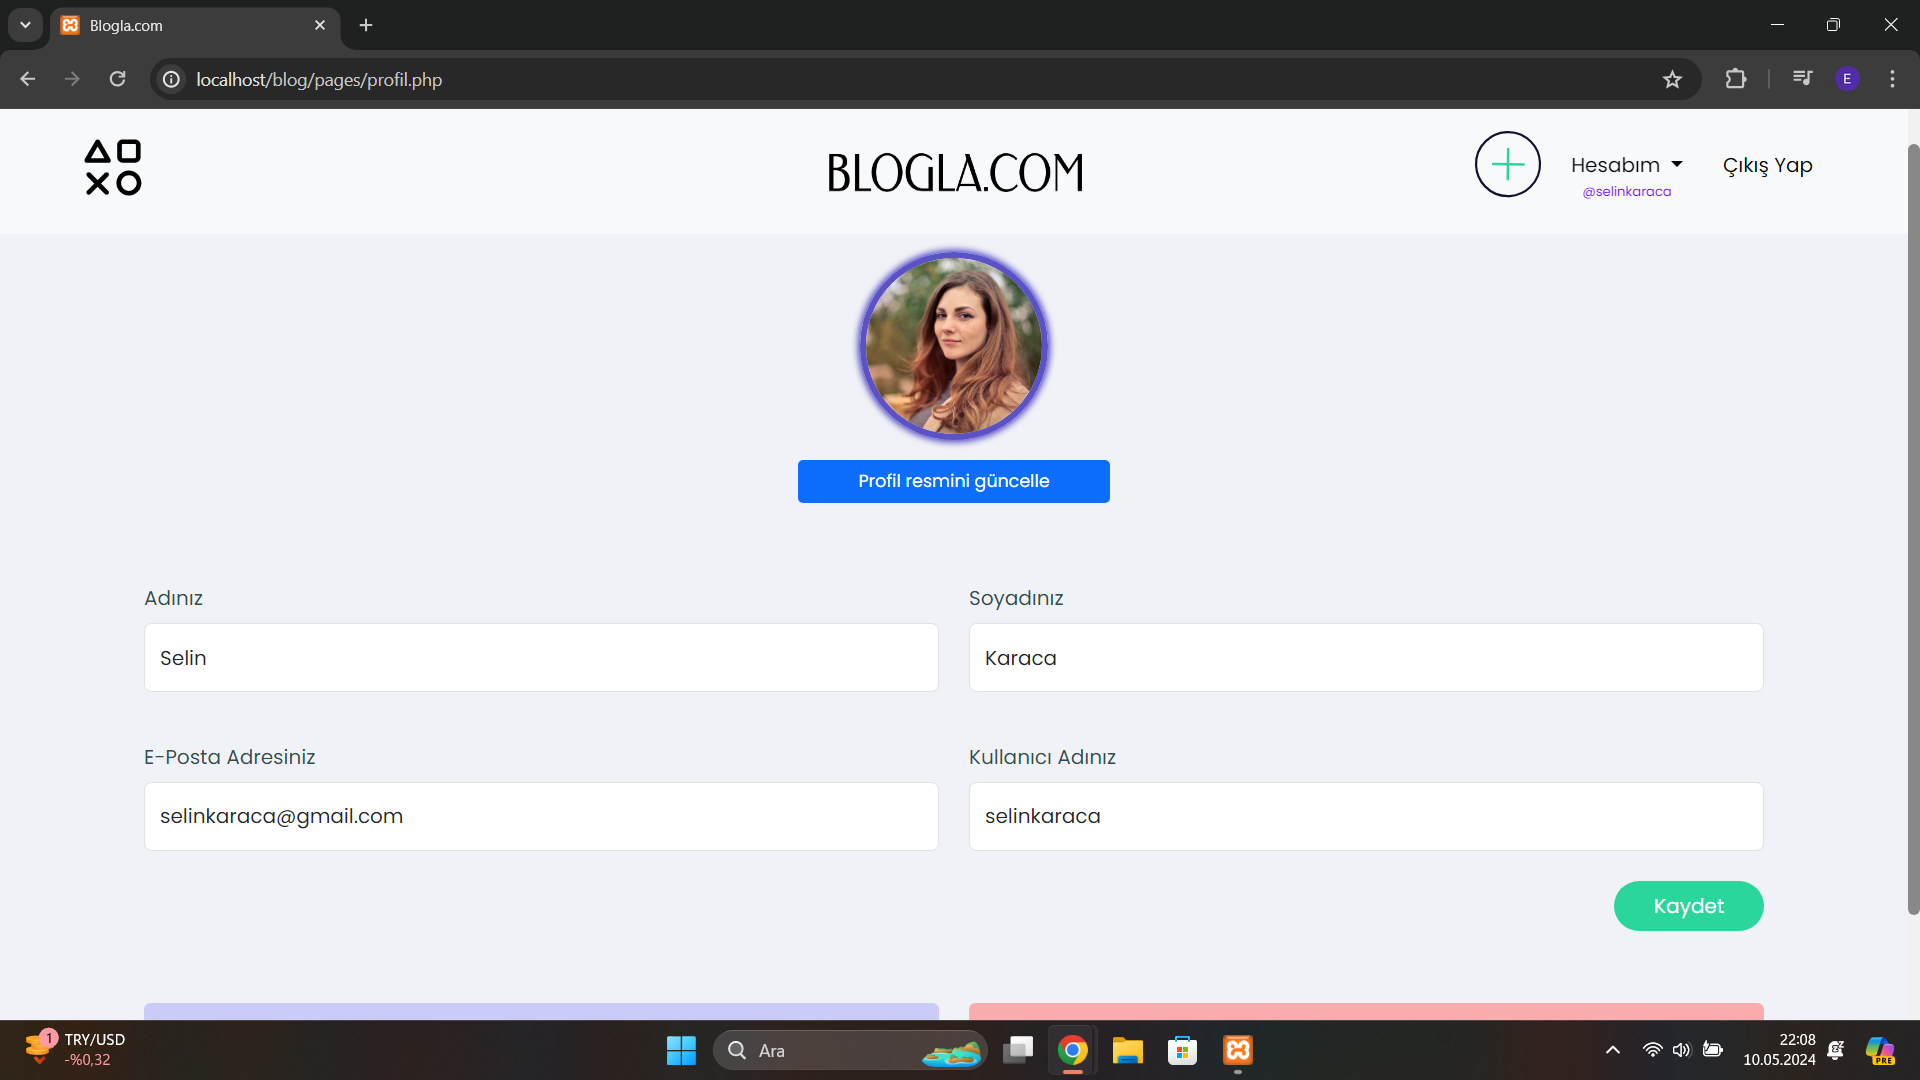 Blogla.com
localhost/blog/pages/profil.php
E
BLOGLA.COM
Hesabım
Çıkış Yap
@selinkaraca
Profil resmini güncelle
Adınız
Soyadınız
Selin
Karaca
E-Posta Adresiniz
Kullanıcı Adınız
selinkaraca@gmail.com
selinkaraca
Kaydet
1
TRY/USD
-%0,32
Ara
22:08
10.05.2024
PRE